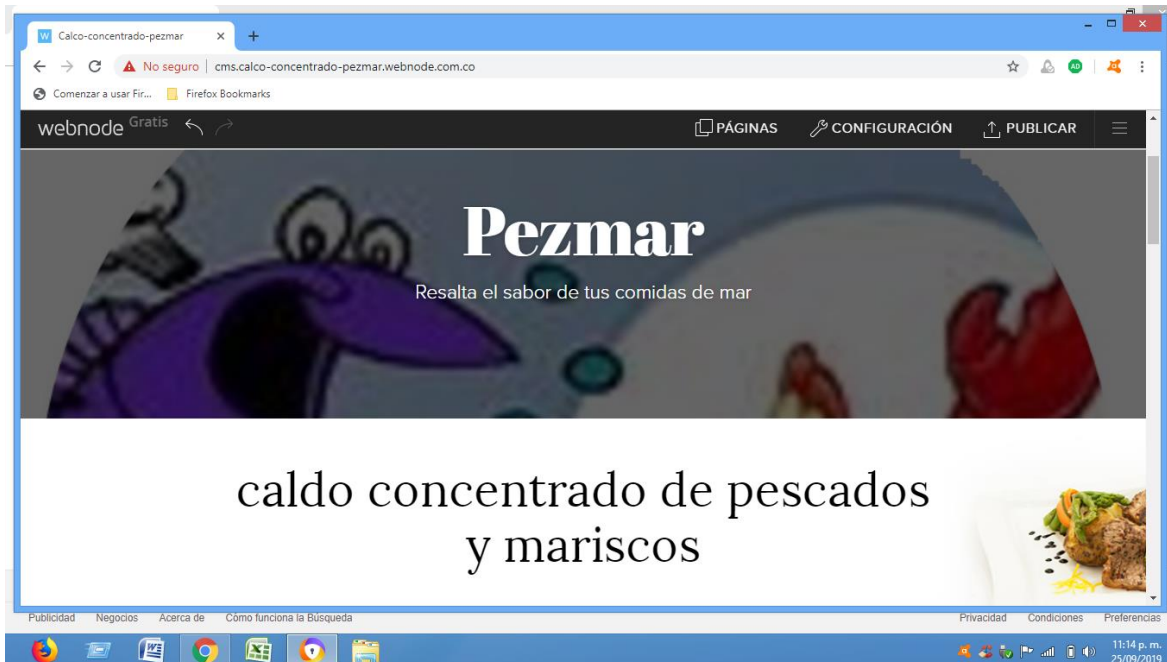 Calco-concentrado-pezmar
No seguro | cms.calco-concentrado-pezmar.webnode.com.co
Comenzar a usar Fir... Firefox Bookmarks
webnode Gratis PÁGINAS CONFIGURACIÓN PUBLICAR
Pezmar
Resalta el sabor de tus comidas de mar
caldo concentrado de pescados
y mariscos
Publicidad Negocios Acerca de Cómo funciona la Búsqueda Privacidad Condiciones Preferencias
11:14 p. m.
25/09/2019